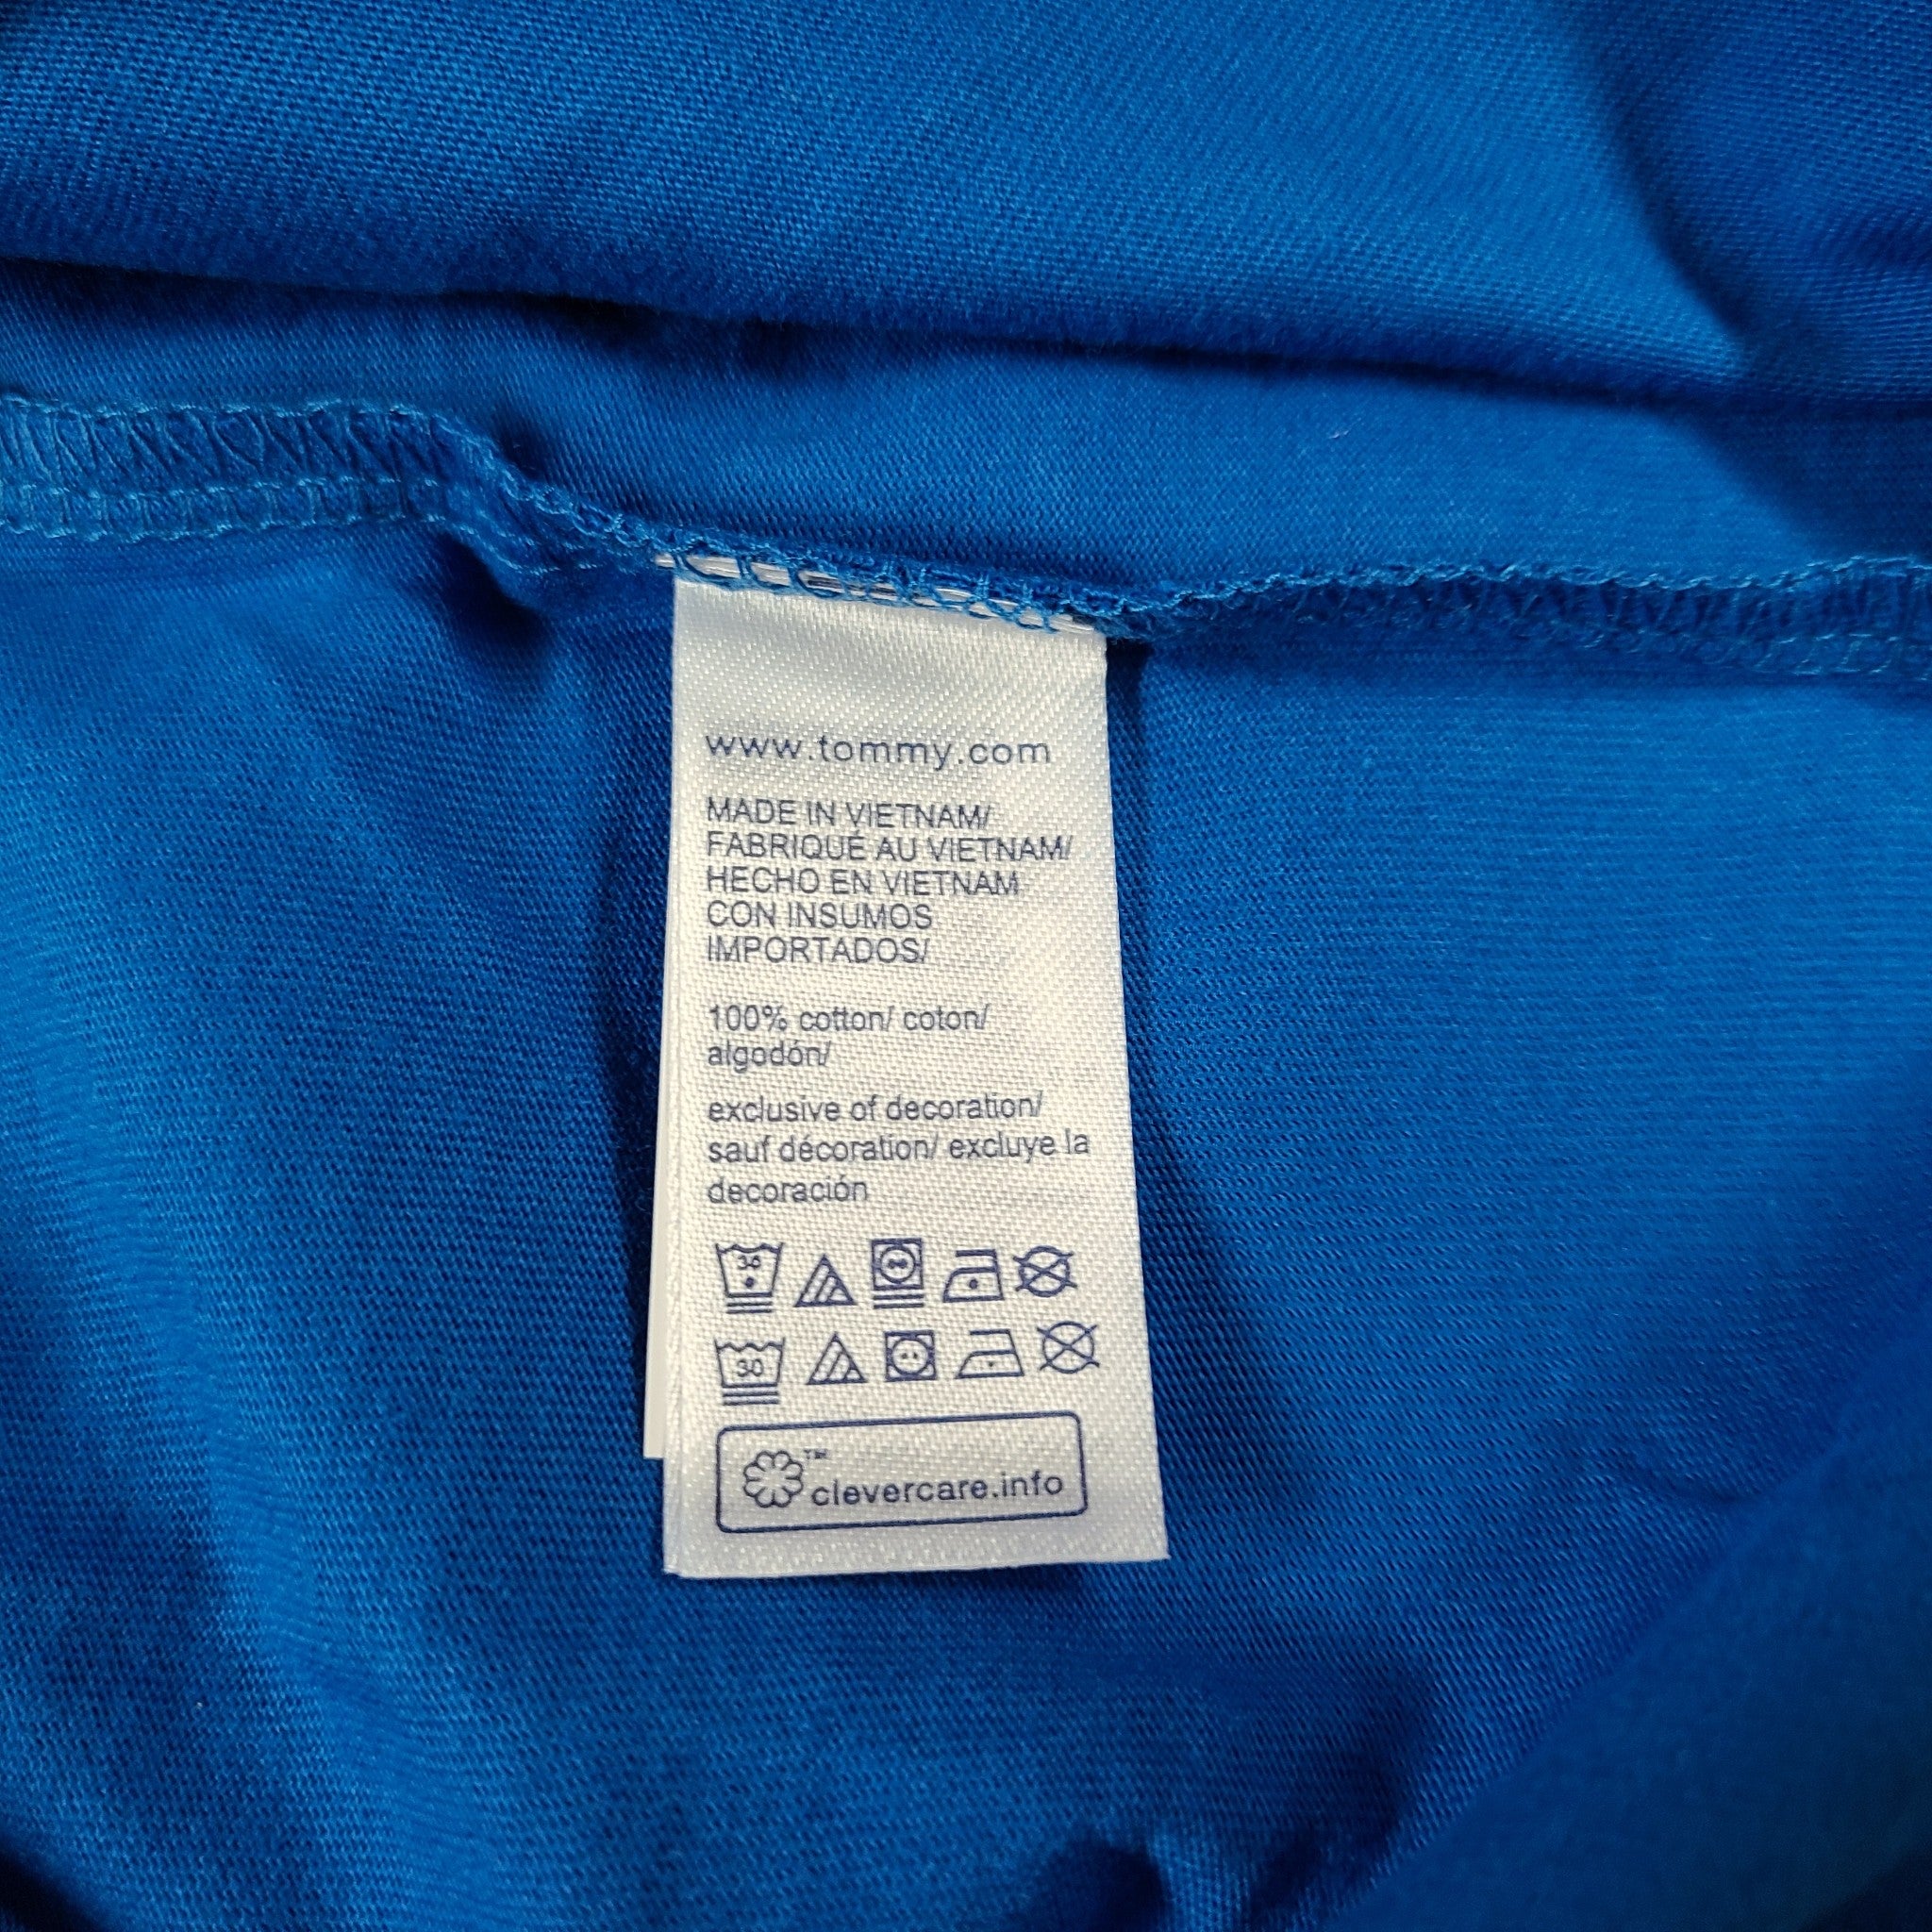 www.tommy.com
MADE IN VIETNAM/
FABRIQUÉ AU VIETNAM/
HECHO EN VIETNAM
CON INSUMOS
IMPORTADOS/
100% cotton/ coton/
algodón/
exclusive of decoration/
sauf décoration/ excluye la
decoración
30
30
™
clevercare.info